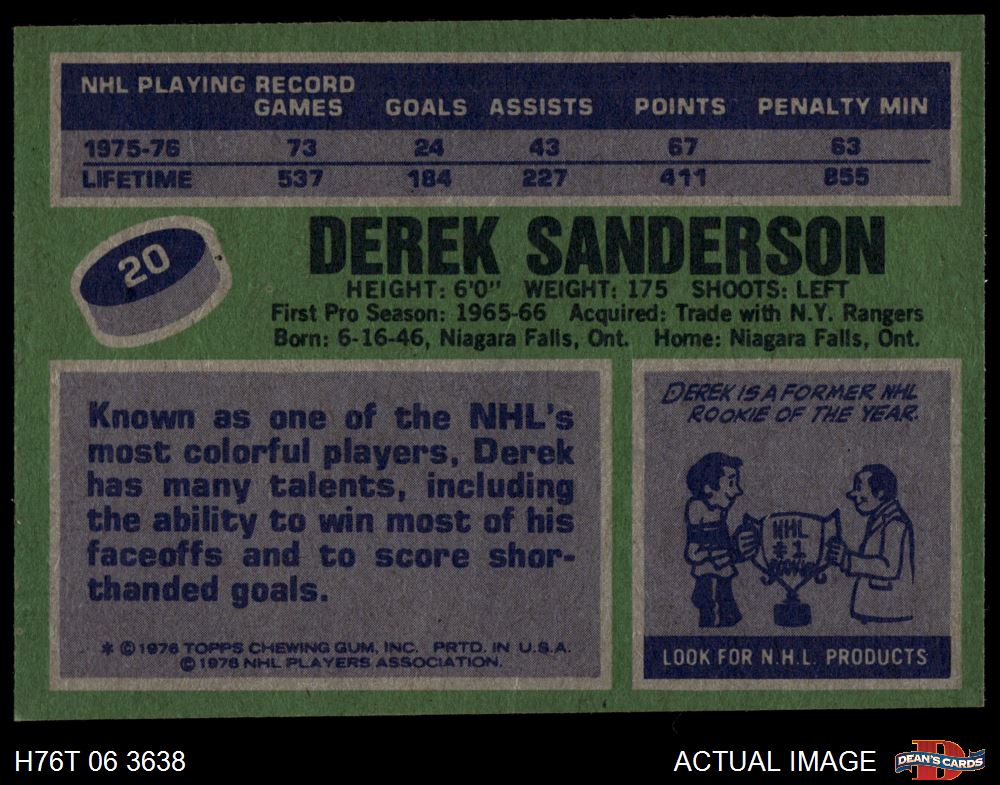 NHL PLAYING RECORD
GAMES GOALS ASSISTS POINTS PENALTY MIN
1975-76 73 24 43 67 63
LIFETIME 537 184 227 411 855
20
DEREK SANDERSON
HEIGHT: 6'0" WEIGHT: 175 SHOOTS: LEFT
First Pro Season: 1965-66 Acquired: Trade with N.Y. Rangers
Born: 6-16-46, Niagara Falls, Ont. Home: Niagara Falls, Ont.
Known as one of the NHL's
most colorful players, Derek
has many talents, including
the ability to win most of his
faceoffs and to score shor-
thanded goals.
* © 1976 TOPPS CHEWING GUM, INC. PRTD. IN U.S.A.
© 1976 NHL PLAYERS ASSOCIATION.
DEREK IS A FORMER NHL
ROOKIE OF THE YEAR.
NHL
#1
ROOKIE
LOOK FOR N.H.L. PRODUCTS
H76T 06 3638
ACTUAL IMAGE
D
DEAN'S CARDS